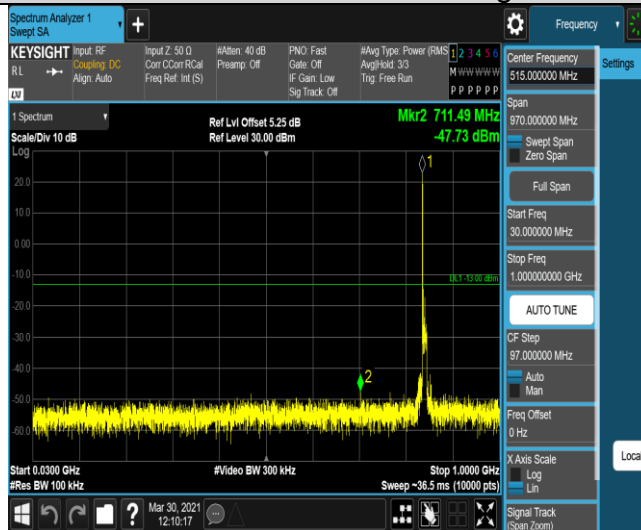 Spectrum Analyzer 1
Swept SA
Frequency
KEYSIGHT
R L
LXI
Input: RF
Coupling: DC
Align: Auto
Input Z: 50 Ω
Corr CCorr RCal
Freq Ref: Int (S)
#Atten: 40 dB
Preamp: Off
PNO: Fast
Gate: Off
IF Gain: Low
Sig Track: Off
#Avg Type: Power (RMS
Avg|Hold: 3/3
Trig: Free Run
1 2 3 4 5 6
M W W W W W
P P P P P P
1 Spectrum
Scale/Div 10 dB
Log
Ref Lvl Offset 5.25 dB
Ref Level 30.00 dBm
Mkr2 711.49 MHz
-47.73 dBm
1
20.0
10.0
0.00
-10.0
DL1 -13.00 dBm
-20.0
-30.0
-40.0
2
-50.0
-60.0
Start 0.0300 GHz
#Res BW 100 kHz
#Video BW 300 kHz
Stop 1.0000 GHz
Sweep ~36.5 ms (10000 pts)
Mar 30, 2021
12:10:17
Center Frequency
515.000000 MHz
Settings
Span
970.000000 MHz
Swept Span
Zero Span
Full Span
Start Freq
30.000000 MHz
Stop Freq
1.000000000 GHz
AUTO TUNE
CF Step
97.000000 MHz
Auto
Man
Freq Offset
0 Hz
X Axis Scale
Log
Lin
Local
Signal Track
(Span Zoom)